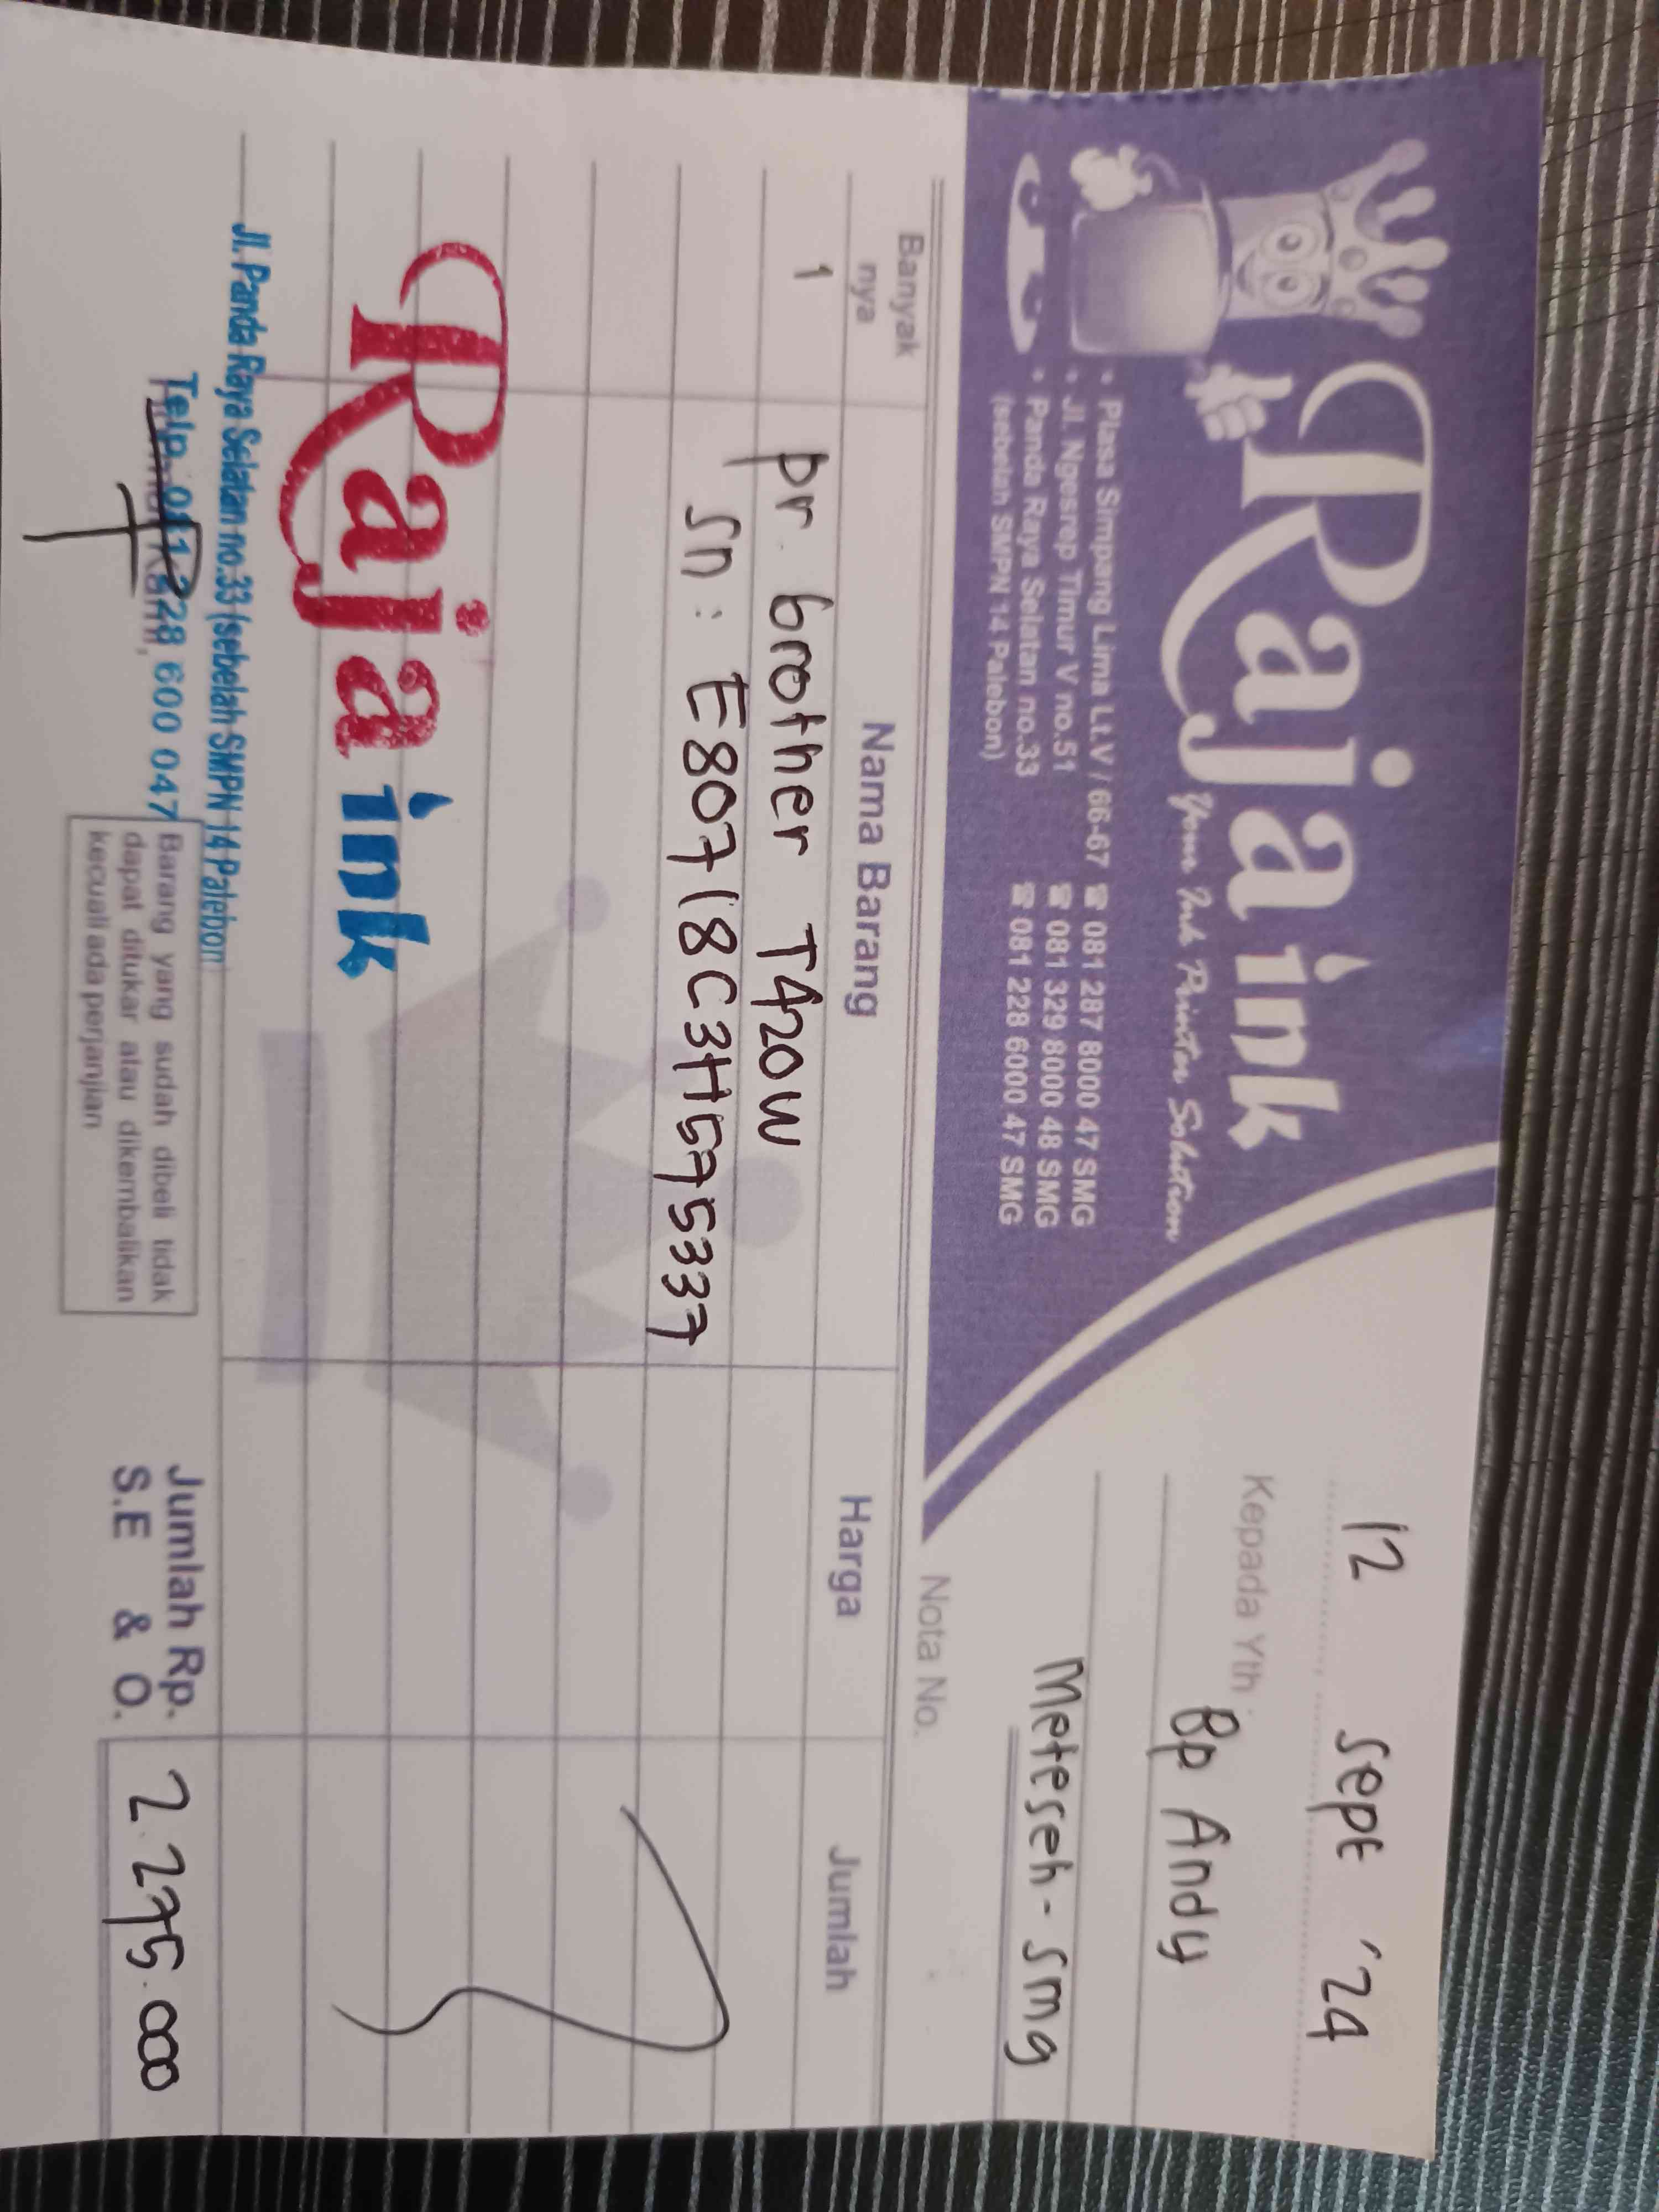 Raja ink
Your Ink Printer Solution
• Plasa Simpang Lima Lt.V / 66-67 ☎ 081 287 8000 47 SMG
• Jl. Ngesrep Timur V no.51 ☎ 081 329 8000 48 SMG
• Panda Raya Selatan no.33 ☎ 081 228 6000 47 SMG
(sebelah SMPN 14 Palebon)
12 Sept '24
Kepada Yth.
Bp Andy
Meteseh - Smg
Nota No.
Banyak nya Nama Barang Harga Jumlah
1 pr. brother T420W
Sn : E80718C3H575337
Raja ink
Jl. Panda Raya Selatan no.33 (sebelah SMPN 14 Palebon)
Telp. 081 228 600 047
Barang yang sudah dibeli tidak
dapat ditukar atau dikembalikan
kecuali ada perjanjian
Jumlah Rp. 2.275.000
S.E & O.